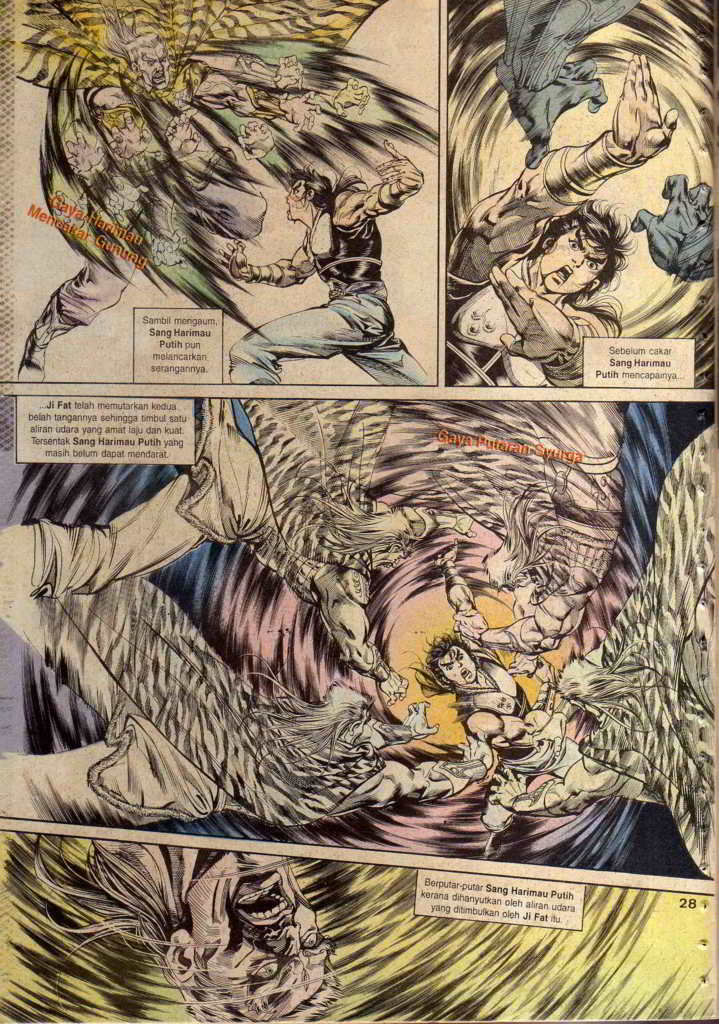 Gaya Harimau
Mencakar Gunung
Sambil mengaum,
Sang Harimau
Putih pun
melancarkan
serangannya.
Sebelum cakar
Sang Harimau
Putih mencapainya...
...Ji Fat telah memutarkan kedua
belah tangannya sehingga timbul satu
aliran udara yang amat laju dan kuat.
Tersentak Sang Harimau Putih yang
masih belum dapat mendarat.
Gaya Putaran Syurga
Berputar-putar Sang Harimau Putih
kerana dihanyutkan oleh aliran udara
yang ditimbulkan oleh Ji Fat itu.
28